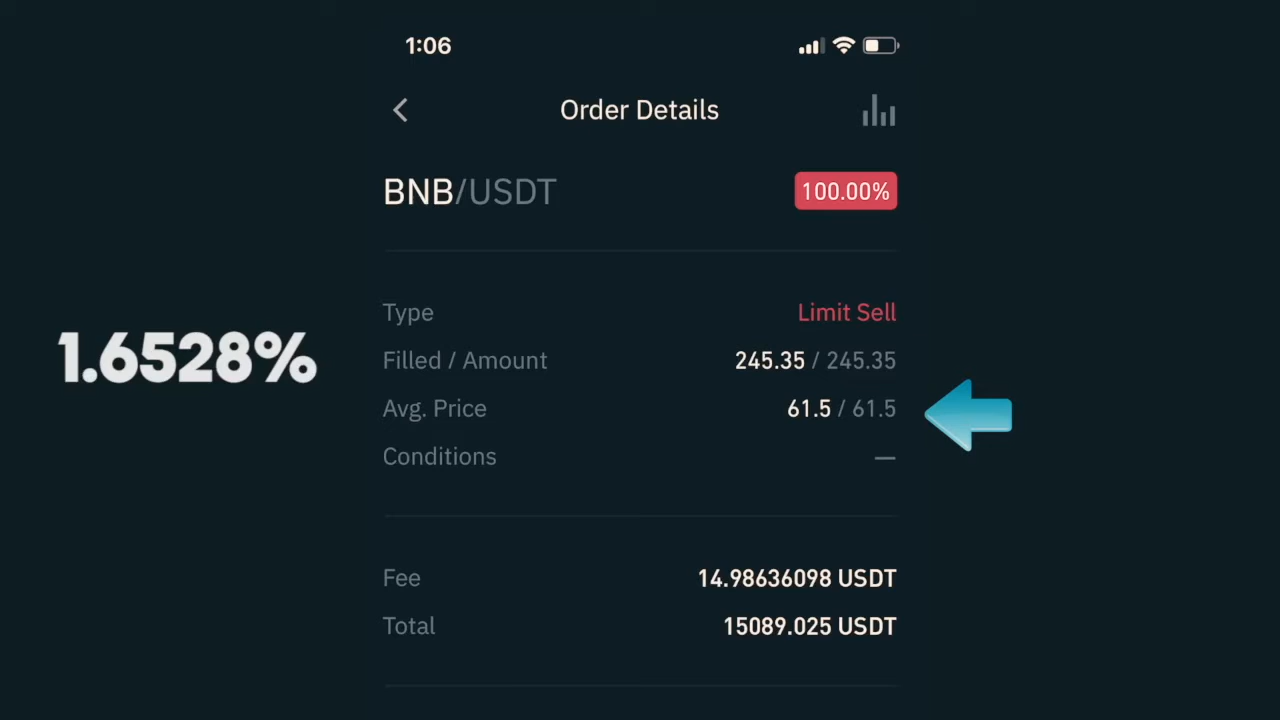 1:06
Order Details
BNB/USDT 100.00%
Type Limit Sell
1.6528%
Filled / Amount 245.35 / 245.35
Avg. Price 61.5 / 61.5
Conditions —
Fee 14.98636098 USDT
Total 15089.025 USDT